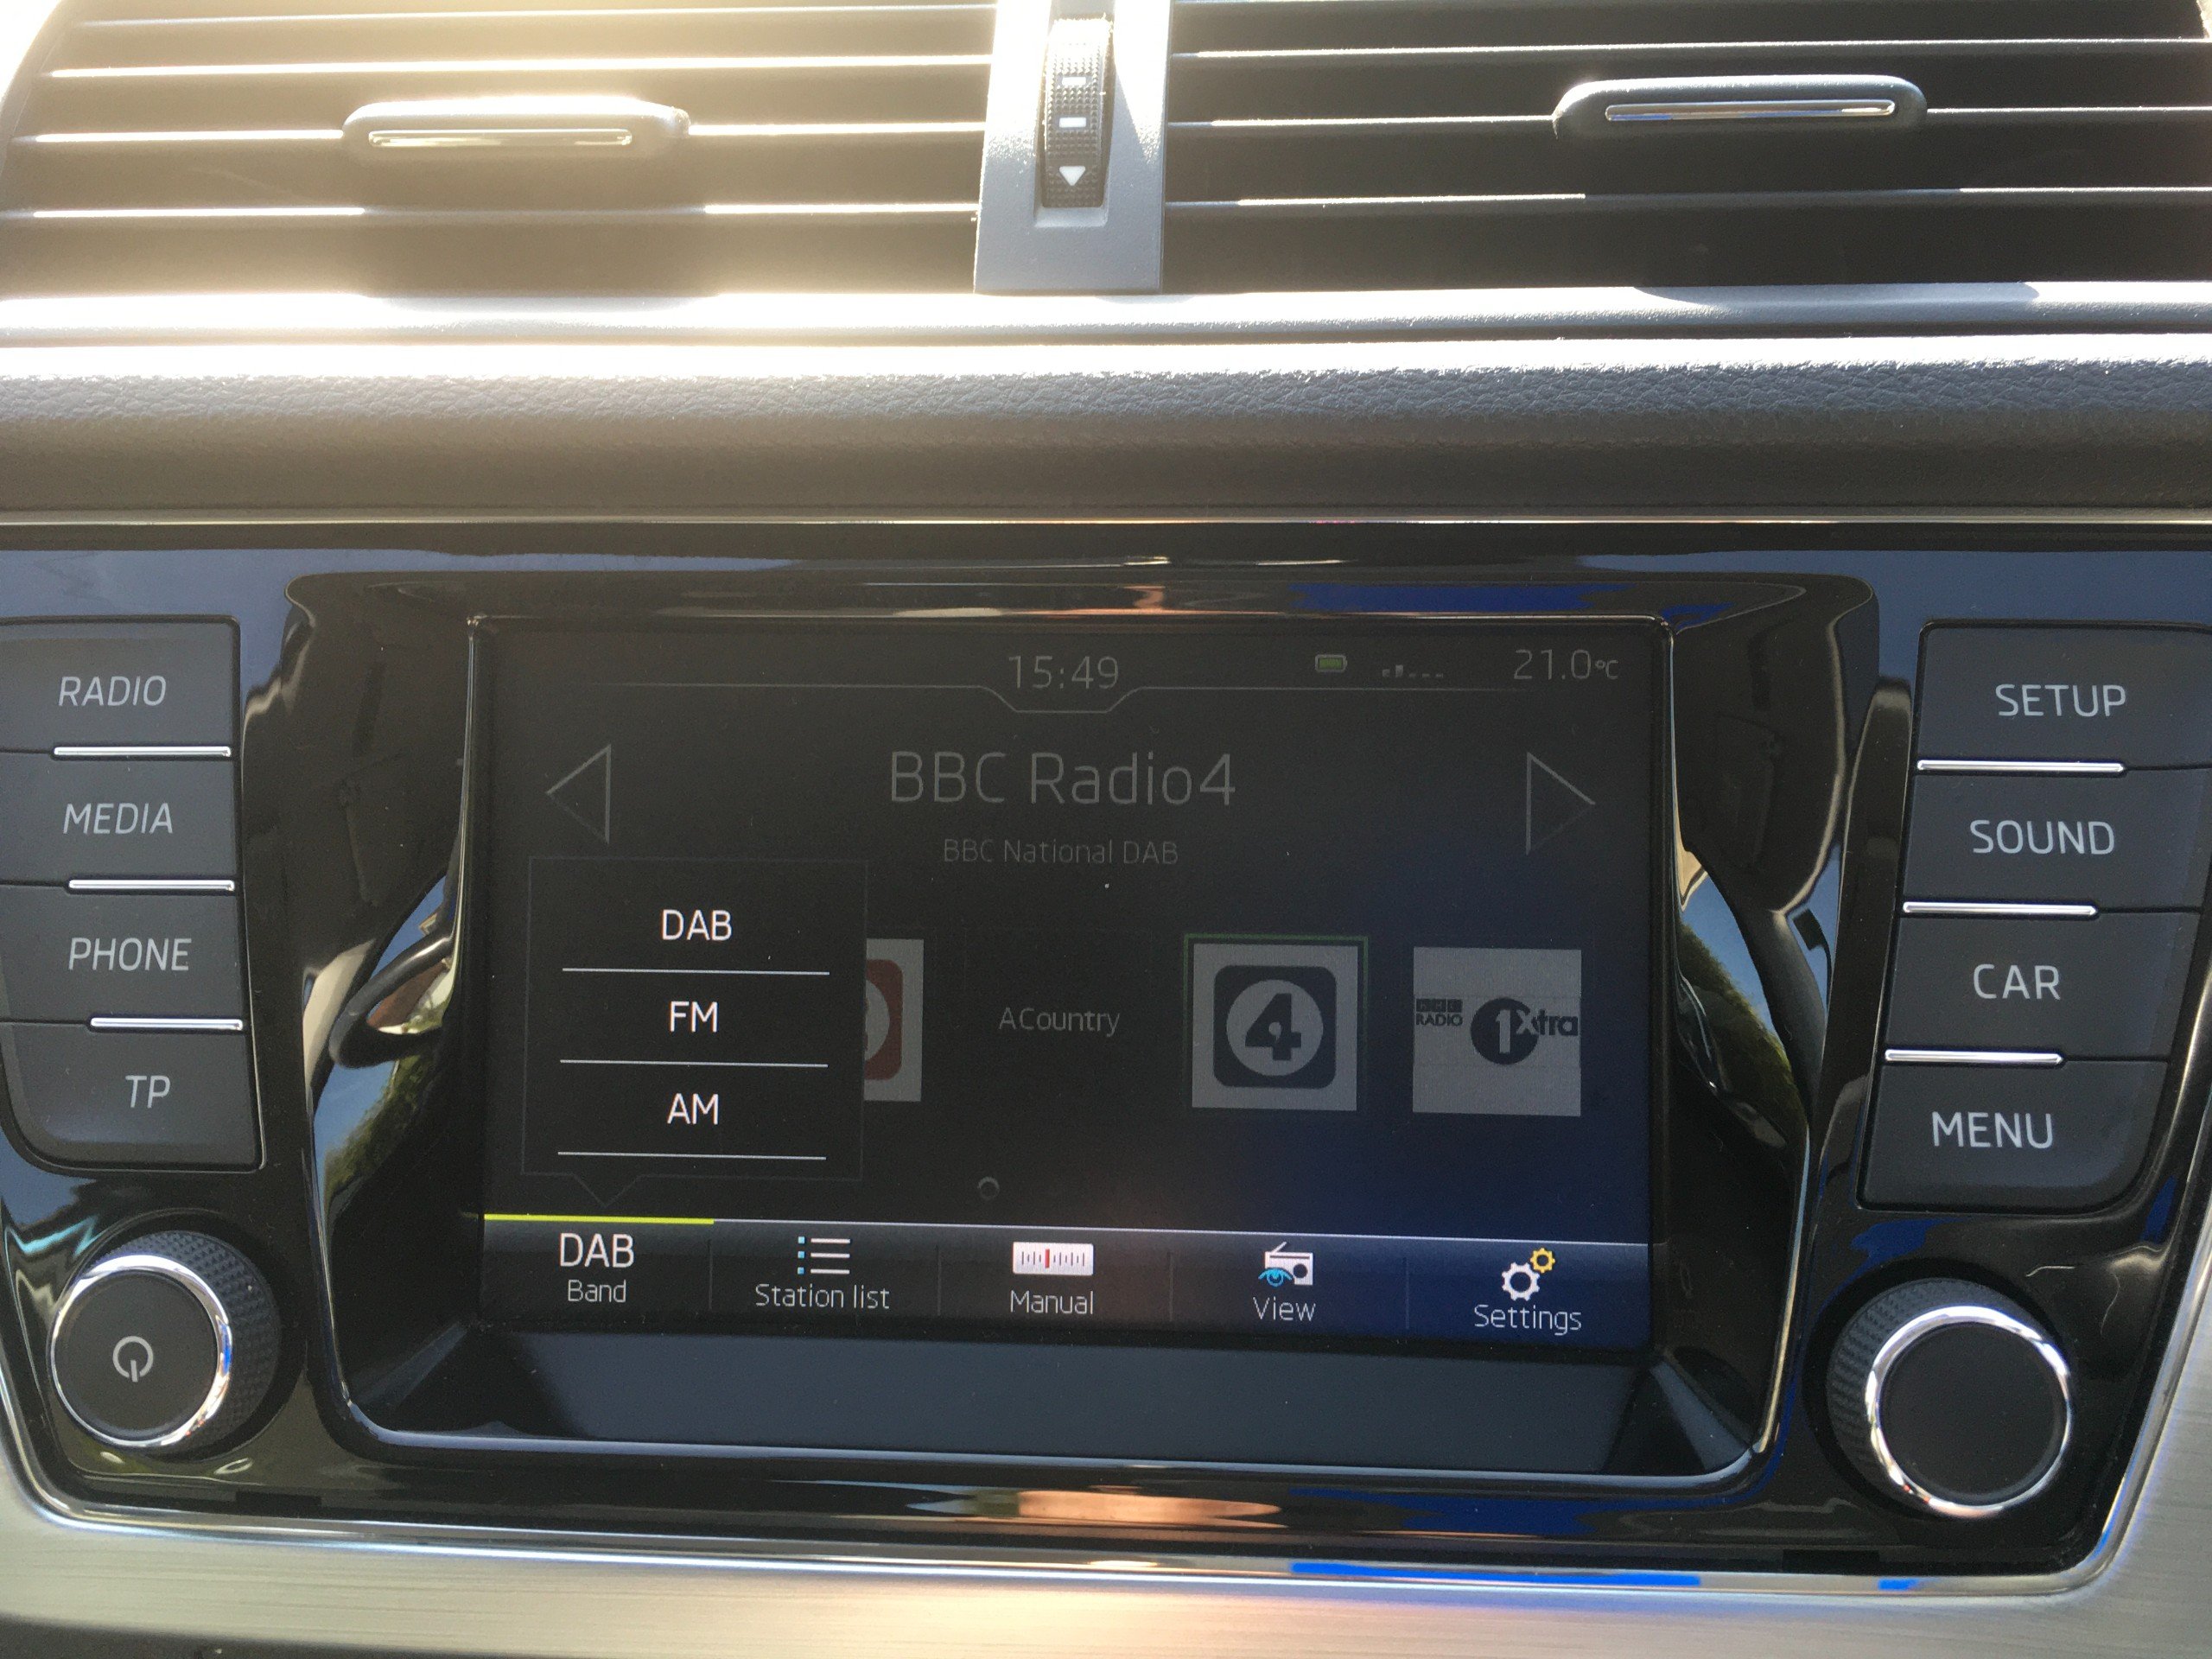 15:49
21.0°C
BBC Radio4
BBC National DAB
RADIO
MEDIA
PHONE
TP
DAB
FM
AM
ACountry
4
BBC
RADIO 1Xtra
SETUP
SOUND
CAR
MENU
DAB
Band
Station list
Manual
View
Settings